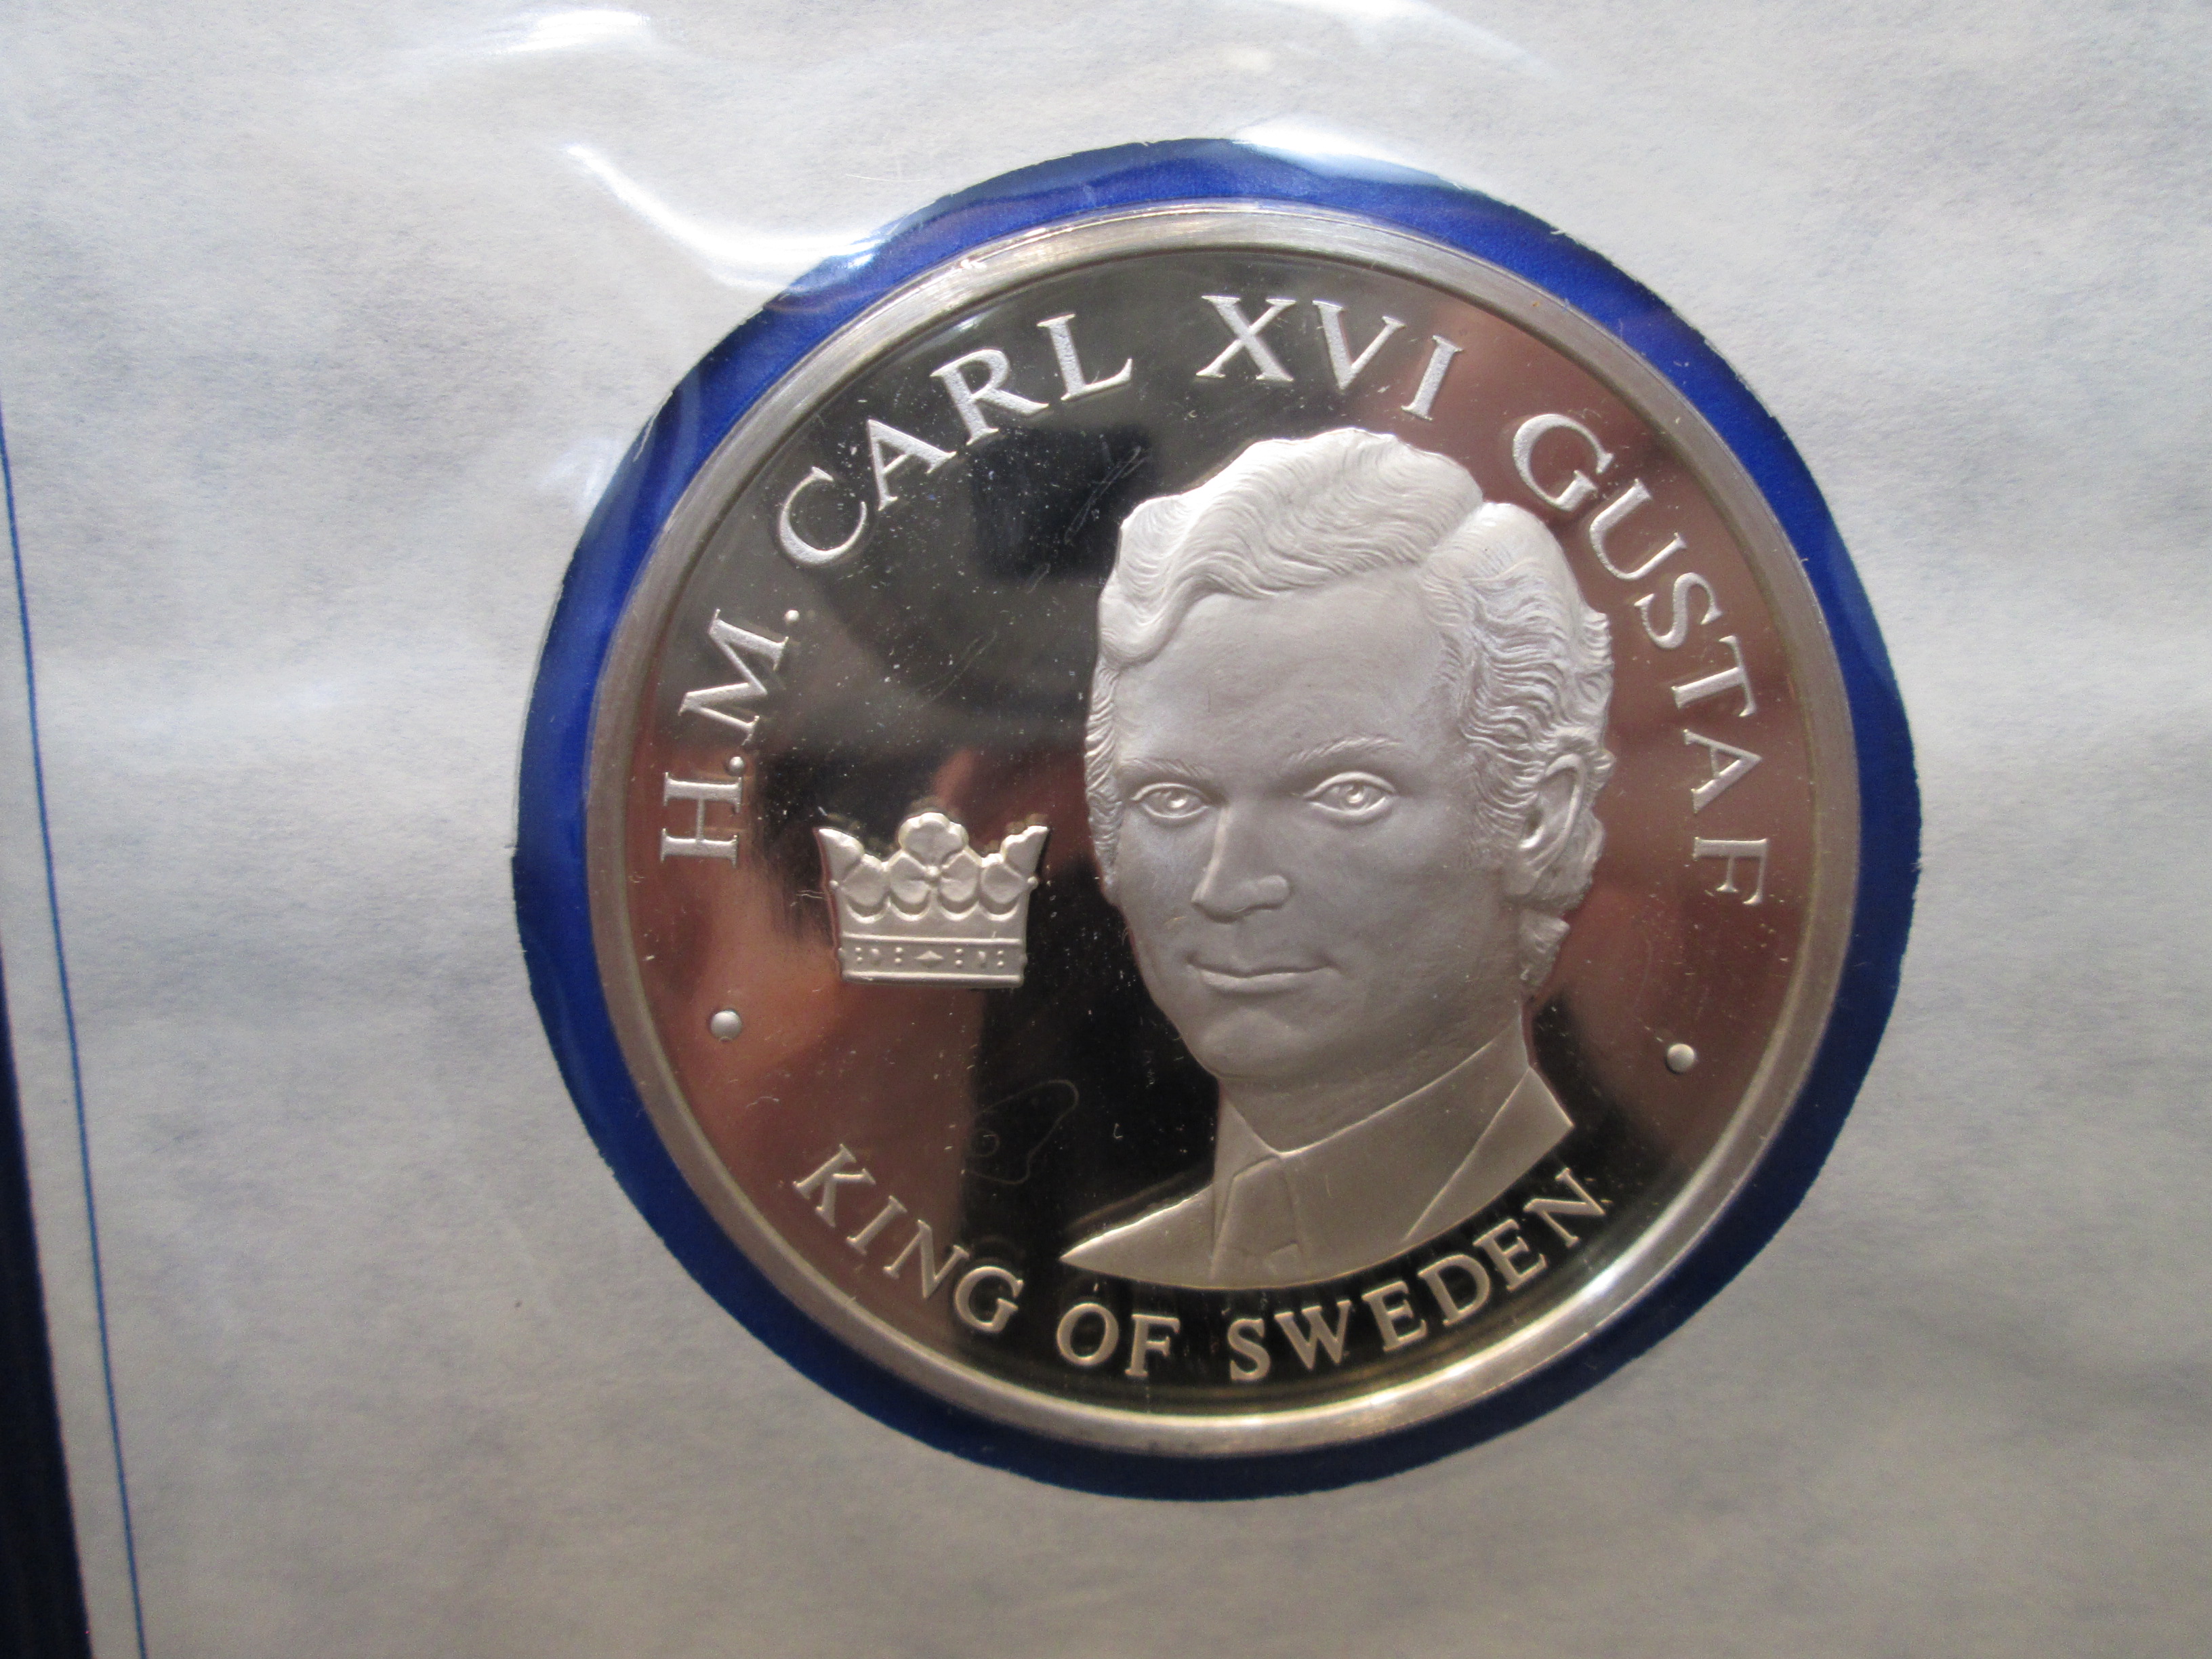 H.M. CARL XVI GUSTAF
KING OF SWEDEN